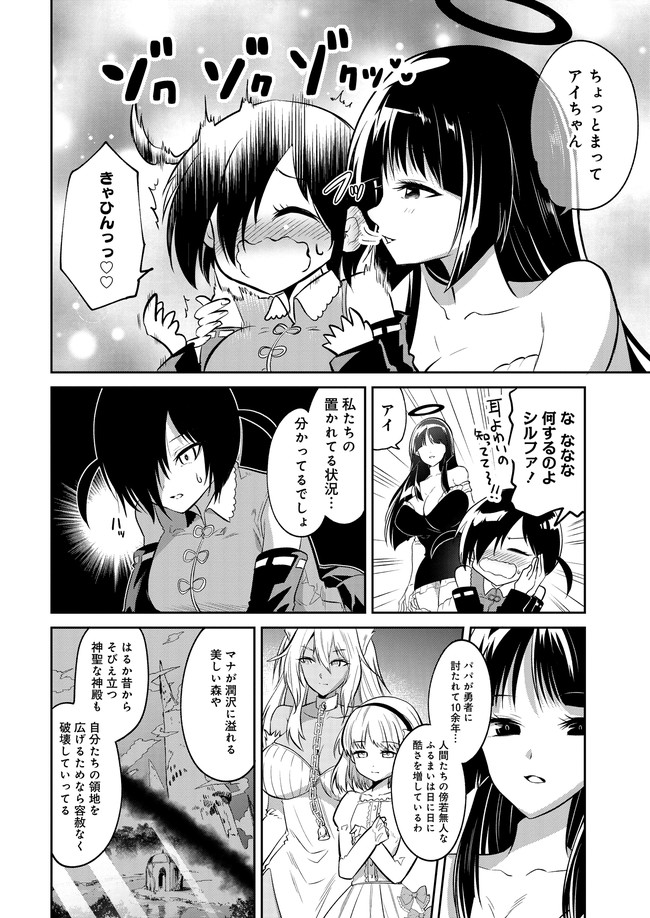 ちょっとまって
アイちゃん
ゾクゾクゾクッ♥♥
フッ
きゃひんっっ♡♡
な ななな
何するのよ
シルファ！
耳よわいの
知ってて〜!!
アイ
私たちの
置かれてる状況…
分かってるでしょ
ハッ
パパが勇者に
討たれて10余年…
人間たちの傍若無人な
ふるまいは日に日に
酷さを増しているわ
マナが潤沢に溢れる
美しい森や
はるか昔から
そびえ立つ
神聖な神殿も
自分たちの領地を
広げるためなら容赦なく
破壊していってる